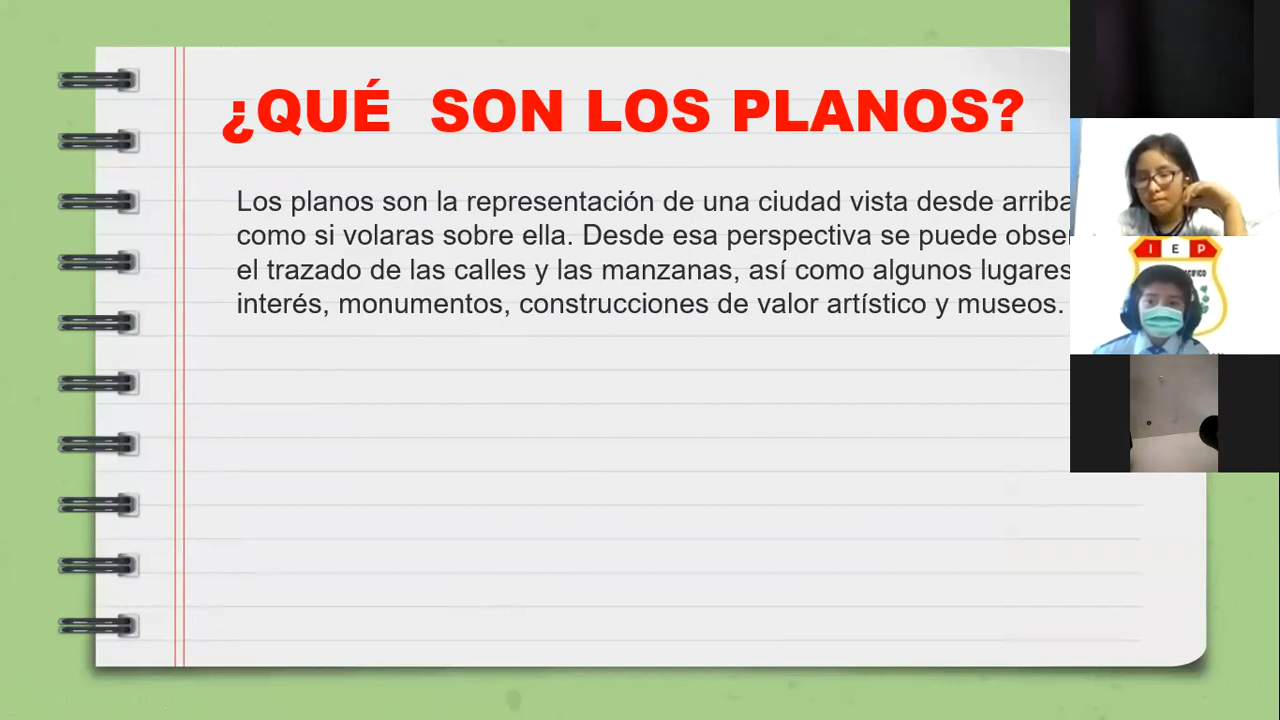 ¿QUÉ SON LOS PLANOS?
Los planos son la representación de una ciudad vista desde arriba
como si volaras sobre ella. Desde esa perspectiva se puede
el trazado de las calles y las manzanas, así como algunos lugares
interés, monumentos, construcciones de valor artístico y museos.
I E P